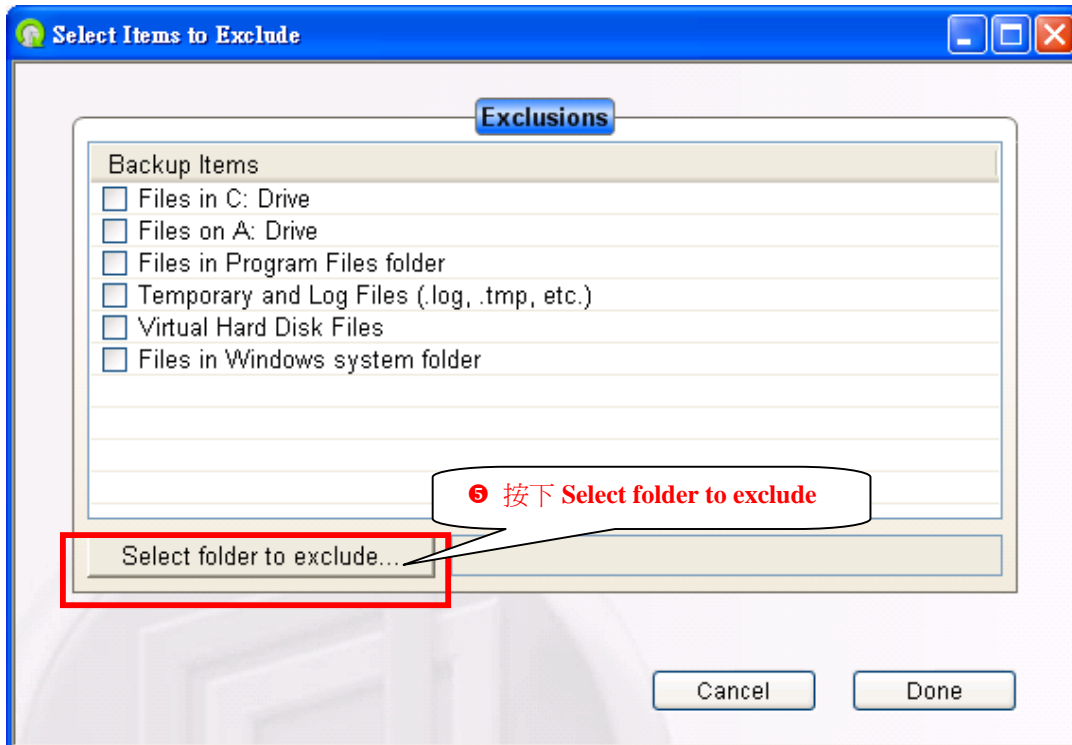 Select Items to Exclude
Exclusions
Backup Items
Files in C: Drive
Files on A: Drive
Files in Program Files folder
Temporary and Log Files (.log, .tmp, etc.)
Virtual Hard Disk Files
Files in Windows system folder
❺ 按下 Select folder to exclude
Select folder to exclude...
Cancel
Done